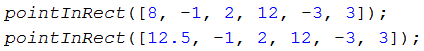 pointInRect([8, -1, 2, 12, -3, 3]);
pointInRect([12.5, -1, 2, 12, -3, 3]);